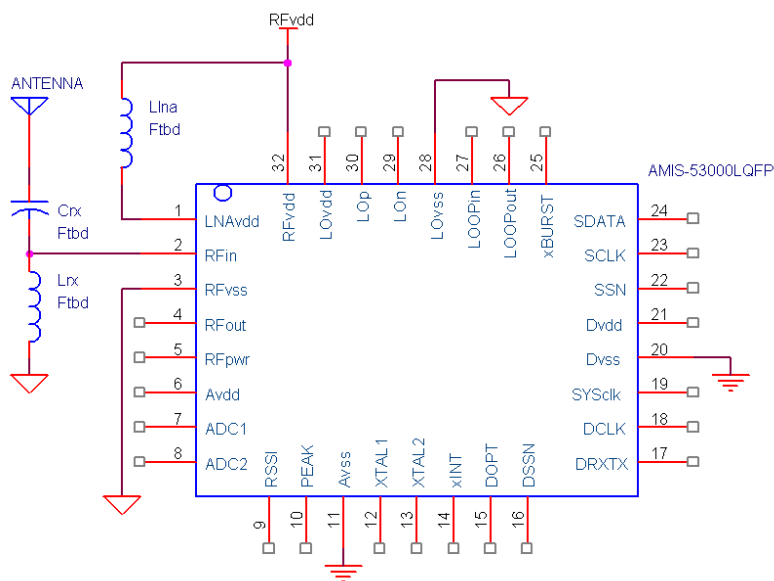 RFvdd
ANTENNA
Llna
Ftbd
32
31
30
29
28
27
26
25
AMIS-53000LQFP
RFvdd
LOvdd
LOp
LOn
LOvss
LOOPin
LOOPout
xBURST
Crx
Ftbd
1
LNAvdd
SDATA
24
2
RFin
SCLK
23
Lrx
Ftbd
3
RFvss
SSN
22
4
RFout
Dvdd
21
5
RFpwr
Dvss
20
6
Avdd
SYSclk
19
7
ADC1
DCLK
18
8
ADC2
DRXTX
17
RSSI
PEAK
Avss
XTAL1
XTAL2
xINT
DOPT
DSSN
9
10
11
12
13
14
15
16